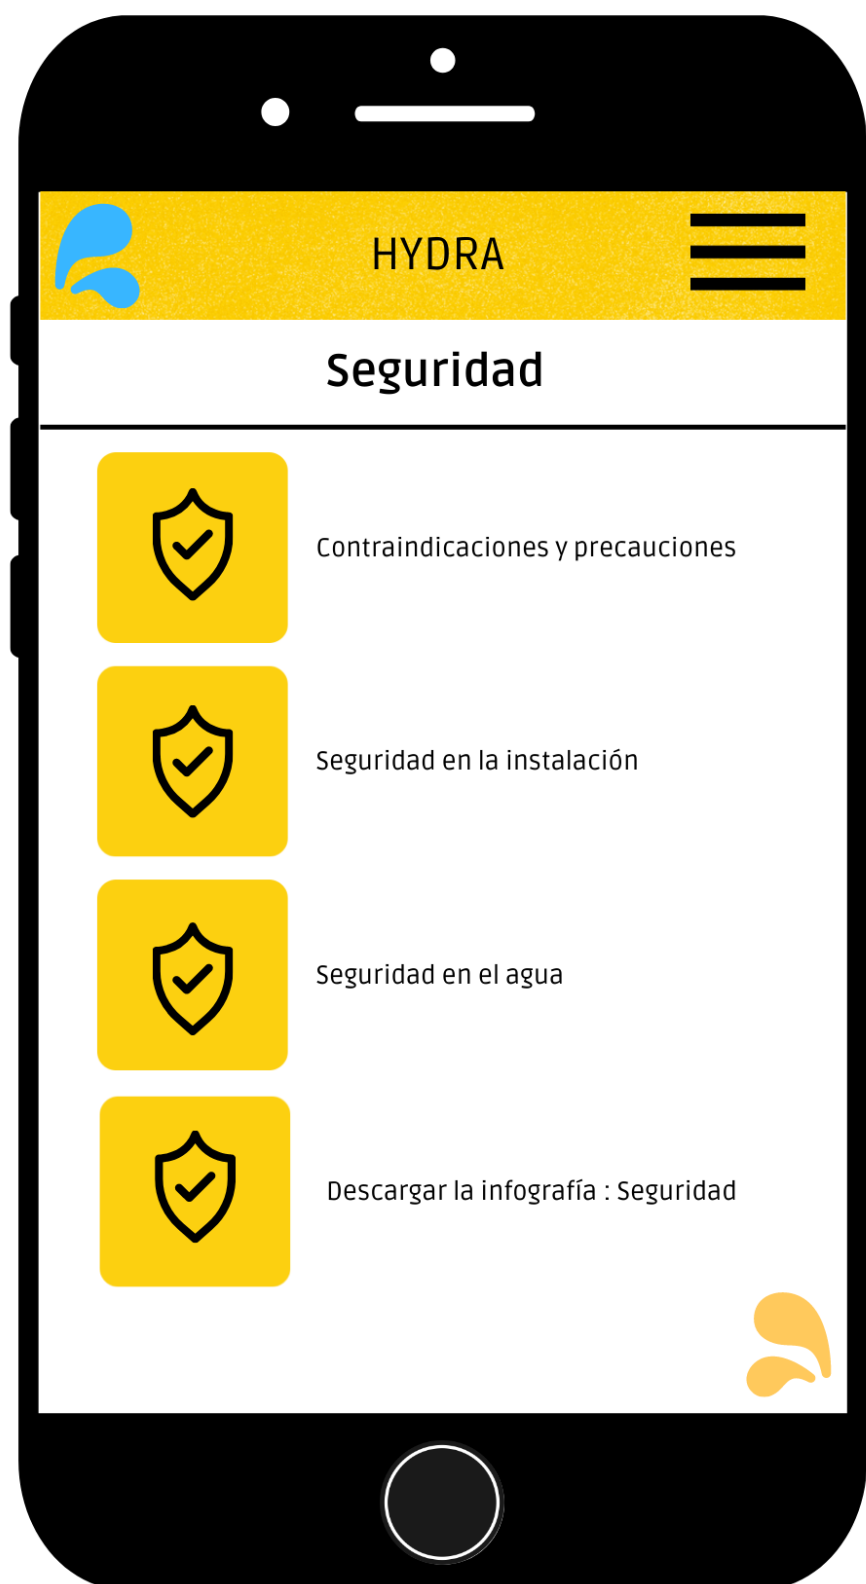 HYDRA
Seguridad
Contraindicaciones y precauciones
Seguridad en la instalación
Seguridad en el agua
Descargar la infografía : Seguridad